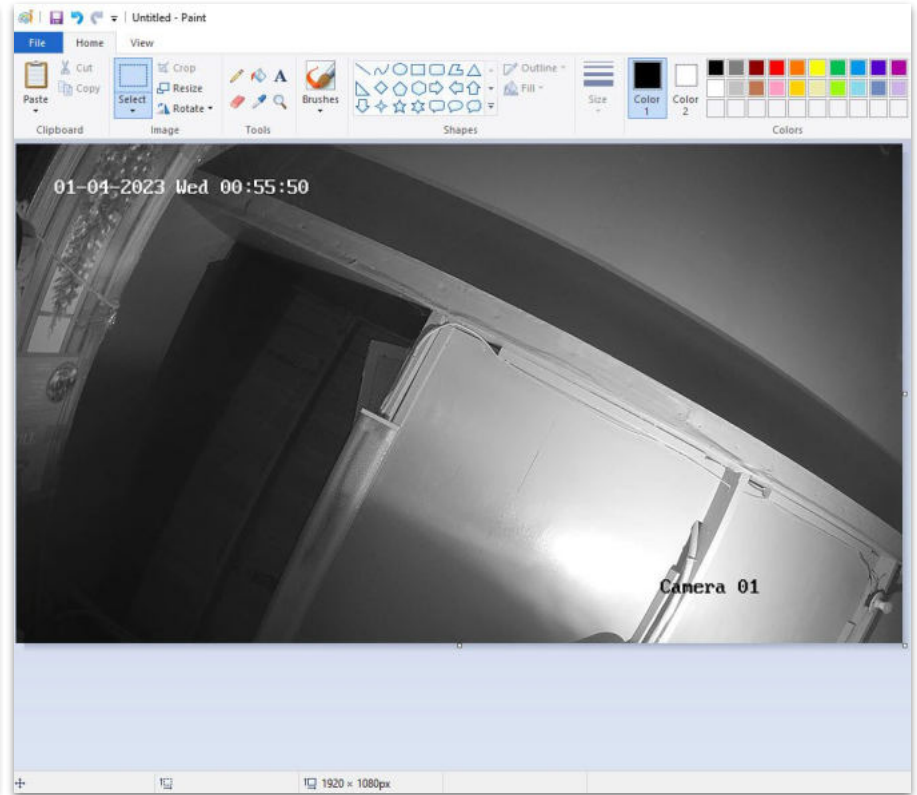 Untitled - Paint
File Home View
Paste
Cut
Copy
Clipboard
Select
Crop
Resize
Rotate
Image
A
Tools
Brushes
Outline
Fill
Shapes
Size
Color 1
Color 2
Colors
01-04-2023 Wed 00:55:50
Camera 01
1920 × 1080px